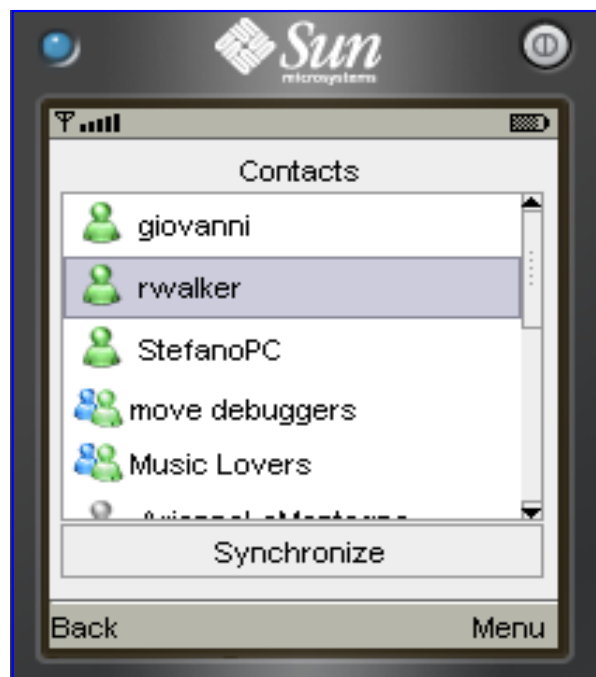 Sun
microsystems
Contacts
giovanni
rwalker
StefanoPC
move debuggers
Music Lovers
Synchronize
Back Menu